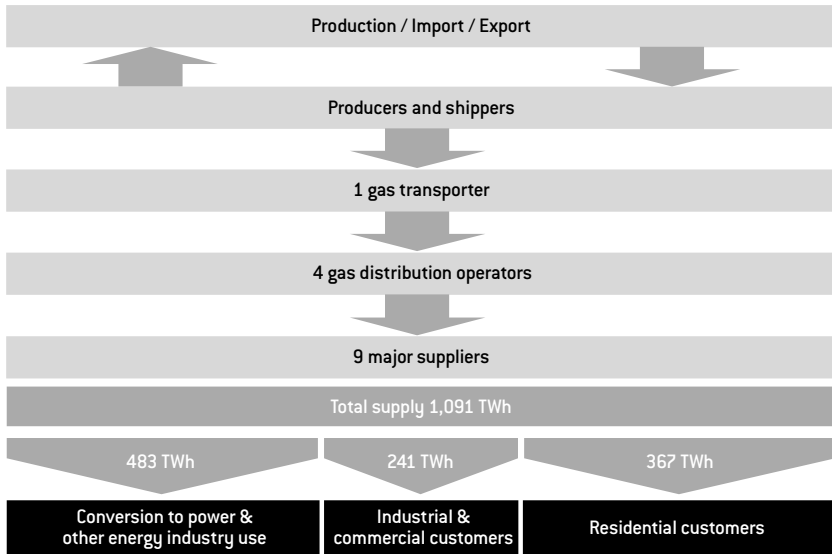 Production / Import / Export
Producers and shippers
1 gas transporter
4 gas distribution operators
9 major suppliers
Total supply 1,091 TWh
483 TWh
241 TWh
367 TWh
Conversion to power &
other energy industry use
Industrial &
commercial customers
Residential customers